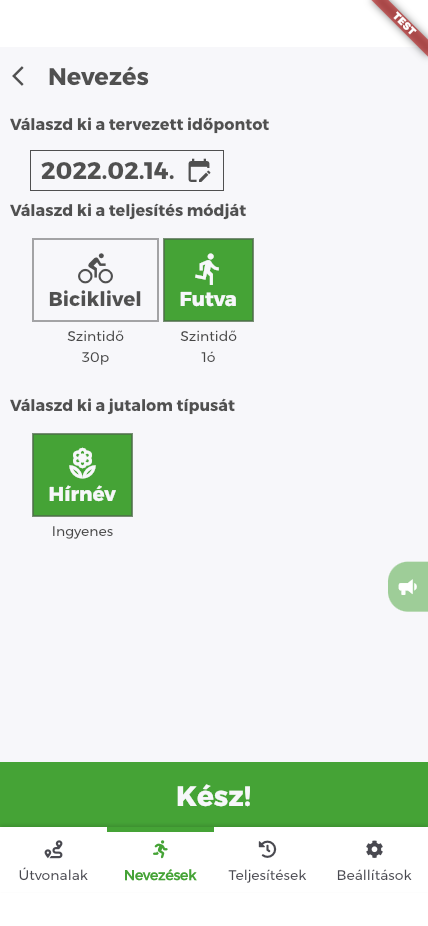 TEST
Nevezés
Válaszd ki a tervezett időpontot
2022.02.14.
Válaszd ki a teljesítés módját
Biciklivel
Futva
Szintidő
30p
Szintidő
1ó
Válaszd ki a jutalom típusát
Hírnév
Ingyenes
Kész!
Útvonalak
Nevezések
Teljesítések
Beállítások